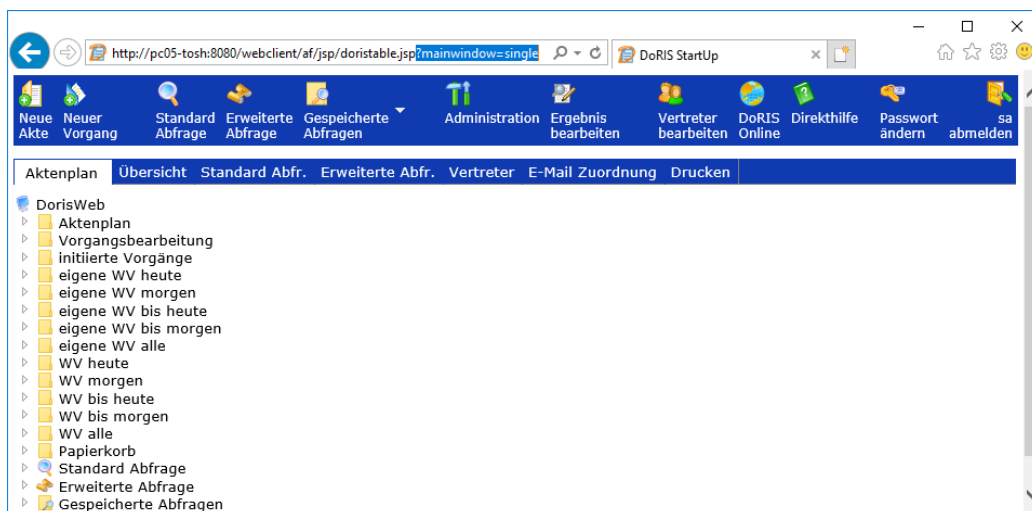 http://pc05-tosh:8080/webclient/af/jsp/doristable.jsp?mainwindow=single DoRIS StartUp
Neue Neuer Standard Erweiterte Gespeicherte Administration Ergebnis Vertreter DoRIS Direkthilfe Passwort sa
Akte Vorgang Abfrage Abfrage Abfragen bearbeiten bearbeiten Online ändern abmelden
Aktenplan Übersicht Standard Abfr. Erweiterte Abfr. Vertreter E-Mail Zuordnung Drucken
DorisWeb
Aktenplan
Vorgangsbearbeitung
initiierte Vorgänge
eigene WV heute
eigene WV morgen
eigene WV bis heute
eigene WV bis morgen
eigene WV alle
WV heute
WV morgen
WV bis heute
WV bis morgen
WV alle
Papierkorb
Standard Abfrage
Erweiterte Abfrage
Gespeicherte Abfragen